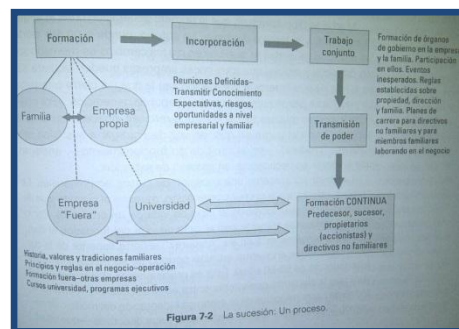 Formación
Incorporación
Trabajo
conjunto
Formación de órganos
de gobierno en la empresa
y la familia. Participación
en ellos. Eventos
inesperados. Reglas
establecidas sobre
propiedad, dirección
y familia. Planes de
carrera para directivos
no familiares y para
miembros familiares
laborando en el negocio
Reuniones Definidas–
Transmitir Conocimiento
Expectativas, riesgos,
oportunidades a nivel
empresarial y familiar
Familia
Empresa
propia
Transmisión
de poder
Empresa
"Fuera"
Universidad
Formación CONTINUA
Predecesor, sucesor,
propietarios
(accionistas) y
directivos no familiares
Historia, valores y tradiciones familiares
Principios y reglas en el negocio–operación
Formación fuera–otras empresas
Cursos universidad, programas ejecutivos
Figura 7-2 La sucesión: Un proceso.